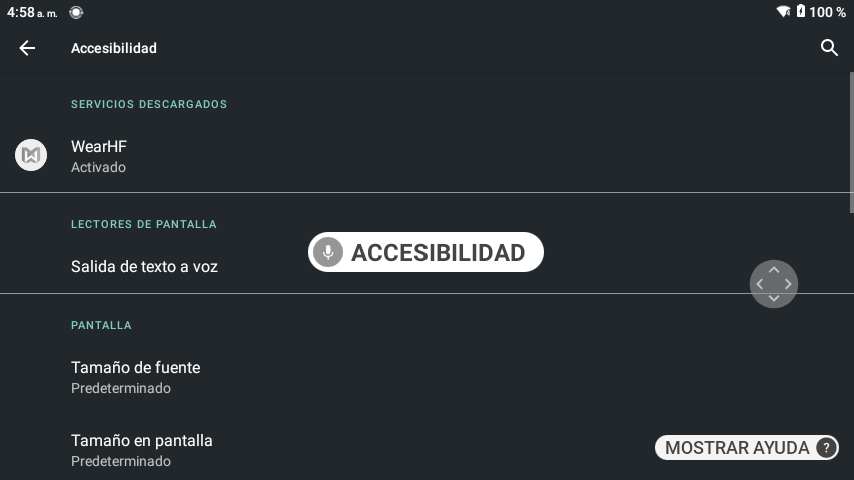 4:58 a. m.
100 %
Accesibilidad
SERVICIOS DESCARGADOS
WearHF
Activado
LECTORES DE PANTALLA
ACCESIBILIDAD
Salida de texto a voz
PANTALLA
Tamaño de fuente
Predeterminado
Tamaño en pantalla
Predeterminado
MOSTRAR AYUDA ?